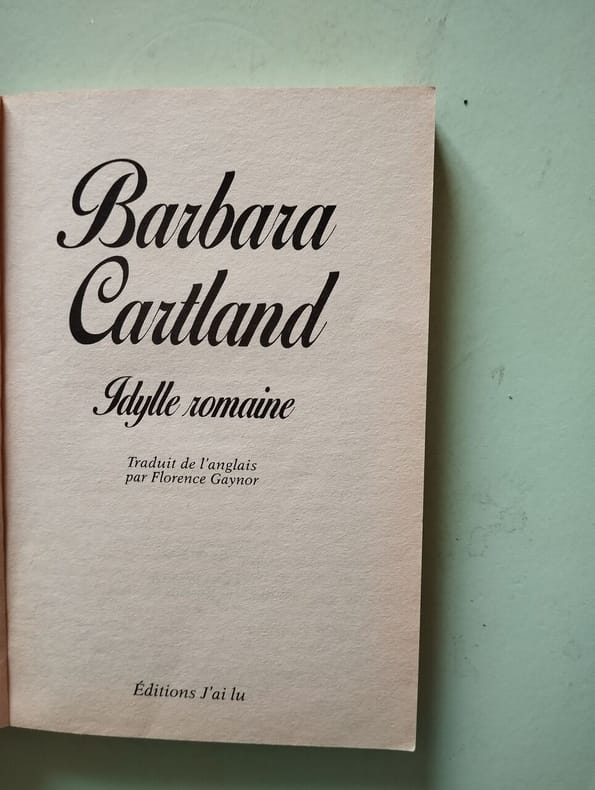 Barbara
Cartland
Idylle romaine
Traduit de l'anglais
par Florence Gaynor
Éditions J'ai lu